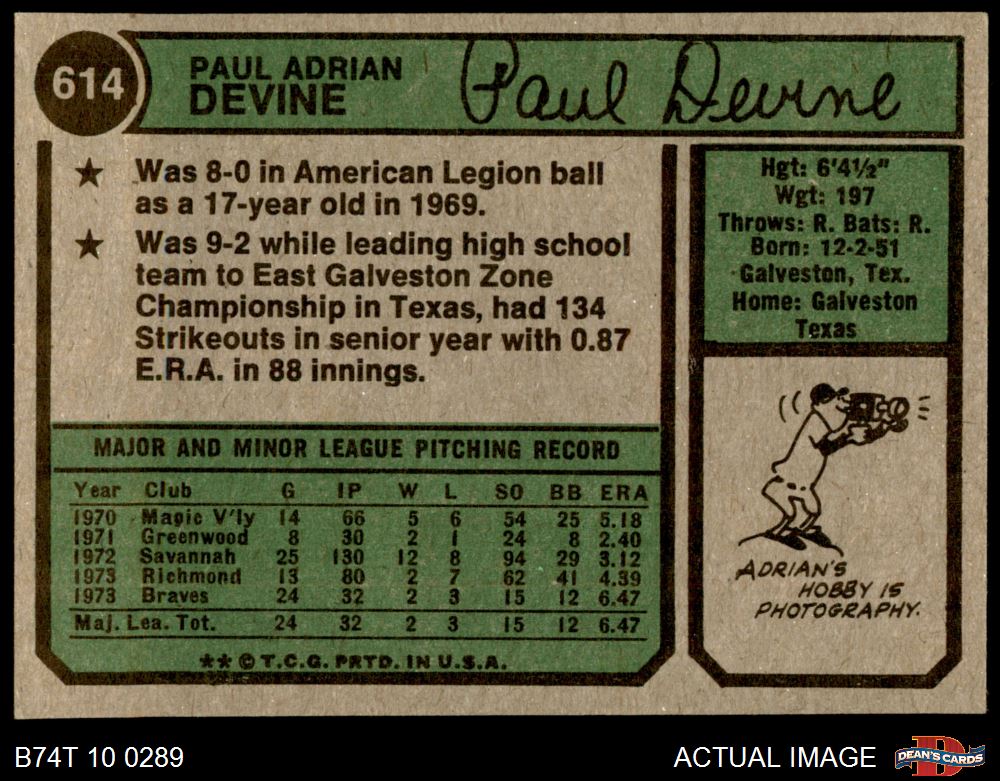 614
PAUL ADRIAN
DEVINE
Paul Devine
★ Was 8-0 in American Legion ball
as a 17-year old in 1969.
★ Was 9-2 while leading high school
team to East Galveston Zone
Championship in Texas, had 134
Strikeouts in senior year with 0.87
E.R.A. in 88 innings.
Hgt: 6'4½"
Wgt: 197
Throws: R. Bats: R.
Born: 12-2-51
Galveston, Tex.
Home: Galveston
Texas
MAJOR AND MINOR LEAGUE PITCHING RECORD
Year Club G IP W L SO BB ERA
1970 Magic V'ly 14 66 5 6 54 25 5.18
1971 Greenwood 8 30 2 1 24 8 2.40
1972 Savannah 25 130 12 8 94 29 3.12
1973 Richmond 13 80 2 7 62 41 4.39
1973 Braves 24 32 2 3 15 12 6.47
Maj. Lea. Tot. 24 32 2 3 15 12 6.47
★★ © T.C.G. PRTD. IN U.S.A.
ADRIAN'S
HOBBY IS
PHOTOGRAPHY.
B74T 10 0289
ACTUAL IMAGE
DEAN'S CARDS